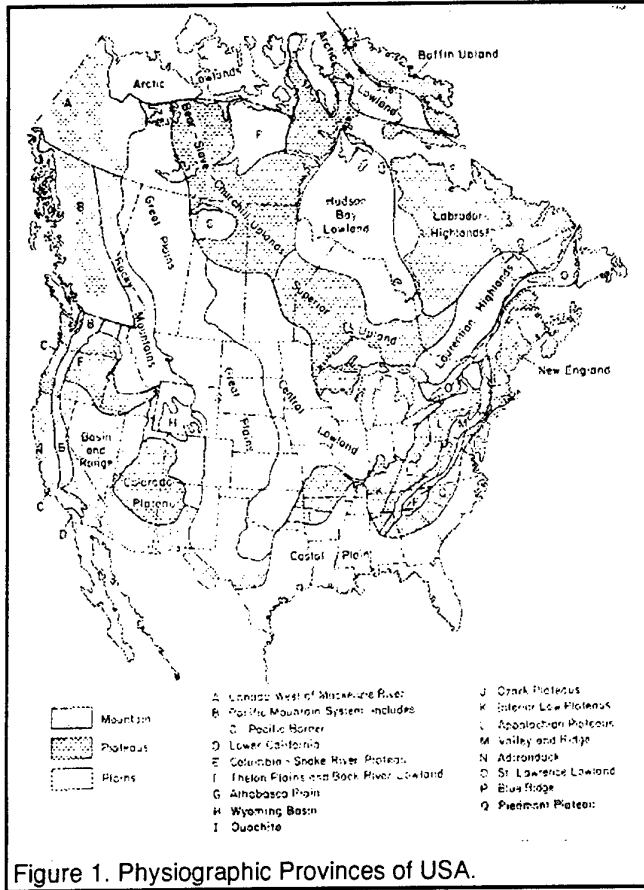 Baffin Upland
Arctic
Lowlands
Arctic
Lowland
A
Bear - Slave
F
Churchill Uplands
G
Great Plains
B
Rocky
Mountains
Hudson
Bay
Lowland
Labrador
Highlands
Superior
Upland
Laurentian Highlands
New England
Great
Plains
Central
Lowland
H
Basin
and
Range
Colorado
Plateau
Costal Plain
I
L
M
Mountain
Plateaus
Plains
A Canada West of Mackenzie River
B Pacific Mountain System Includes
C Pacific Border
D Lower California
E Columbia - Snake River Plateau
F Thelon Plains and Back River Lowland
G Athabasca Plain
H Wyoming Basin
I Ouachita
J Ozark Plateaus
K Interior Low Plateaus
L Appalachian Plateaus
M Valley and Ridge
N Adirondack
O St. Lawrence Lowland
P Blue Ridge
Q Piedmont Plateau
Figure 1. Physiographic Provinces of USA.